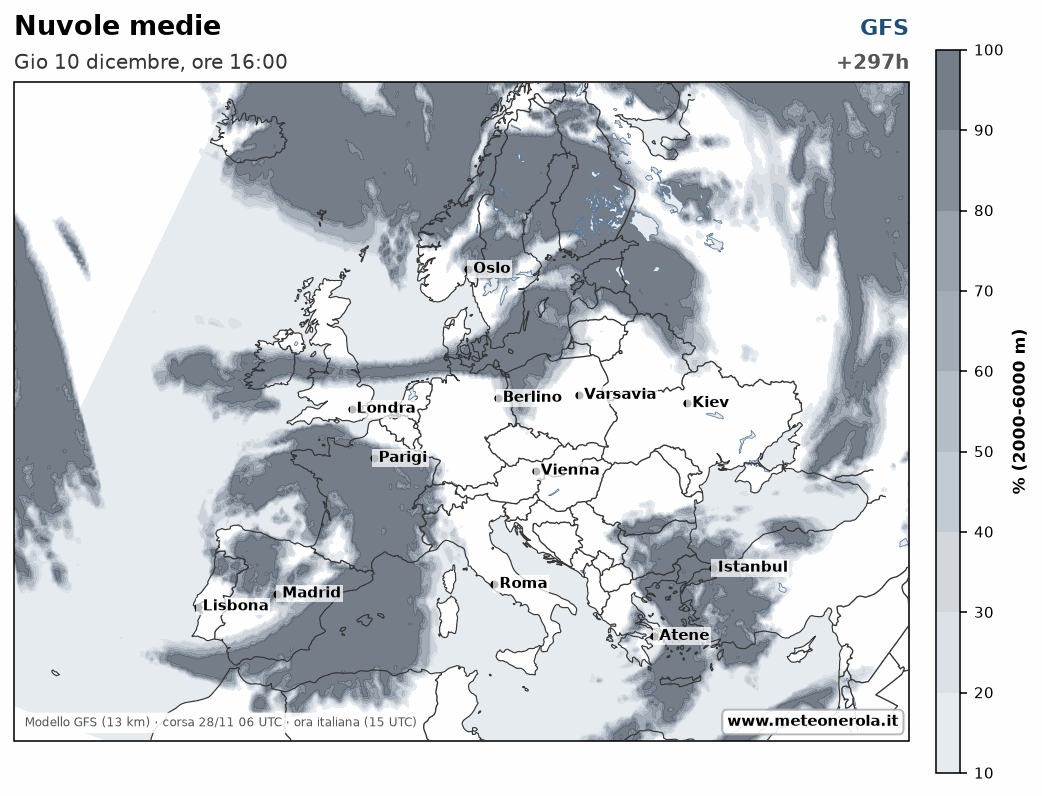 Nuvole medie
GFS
Gio 10 dicembre, ore 16:00
+297h
100
90
80
70
60
50
40
30
20
10
% (2000-6000 m)
Oslo
Berlino
Varsavia
Kiev
Londra
Parigi
Vienna
Istanbul
Roma
Madrid
Lisbona
Atene
Modello GFS (13 km) · corsa 28/11 06 UTC · ora italiana (15 UTC)
www.meteonerola.it